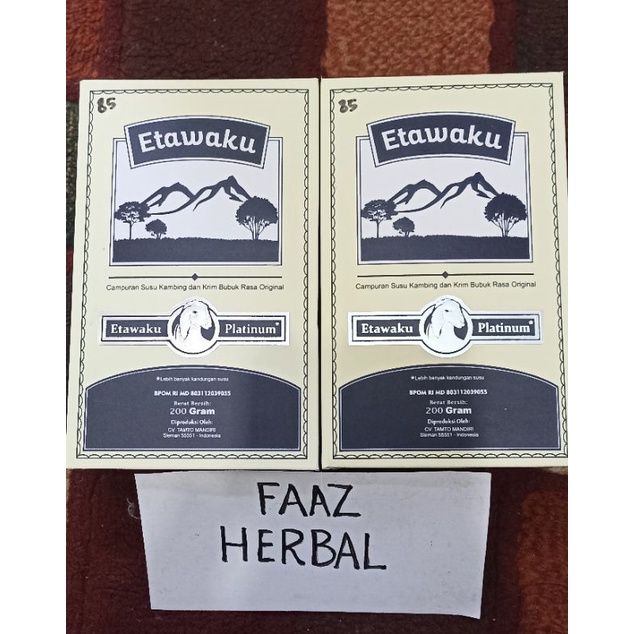 85
Etawaku
Campuran Susu Kambing dan Krim Bubuk Rasa Original
Etawaku Platinum*
*Lebih banyak kandungan susu
BPOM RI MD 803112039055
Berat Bersih:
200 Gram
Diproduksi Oleh:
CV. TAMTO MANDIRI
Sleman 55551 - Indonesia
85
Etawaku
Campuran Susu Kambing dan Krim Bubuk Rasa Original
Etawaku Platinum*
*Lebih banyak kandungan susu
BPOM RI MD 803112039055
Berat Bersih:
200 Gram
Diproduksi Oleh:
CV. TAMTO MANDIRI
Sleman 55551 - Indonesia
FAAZ
HERBAL